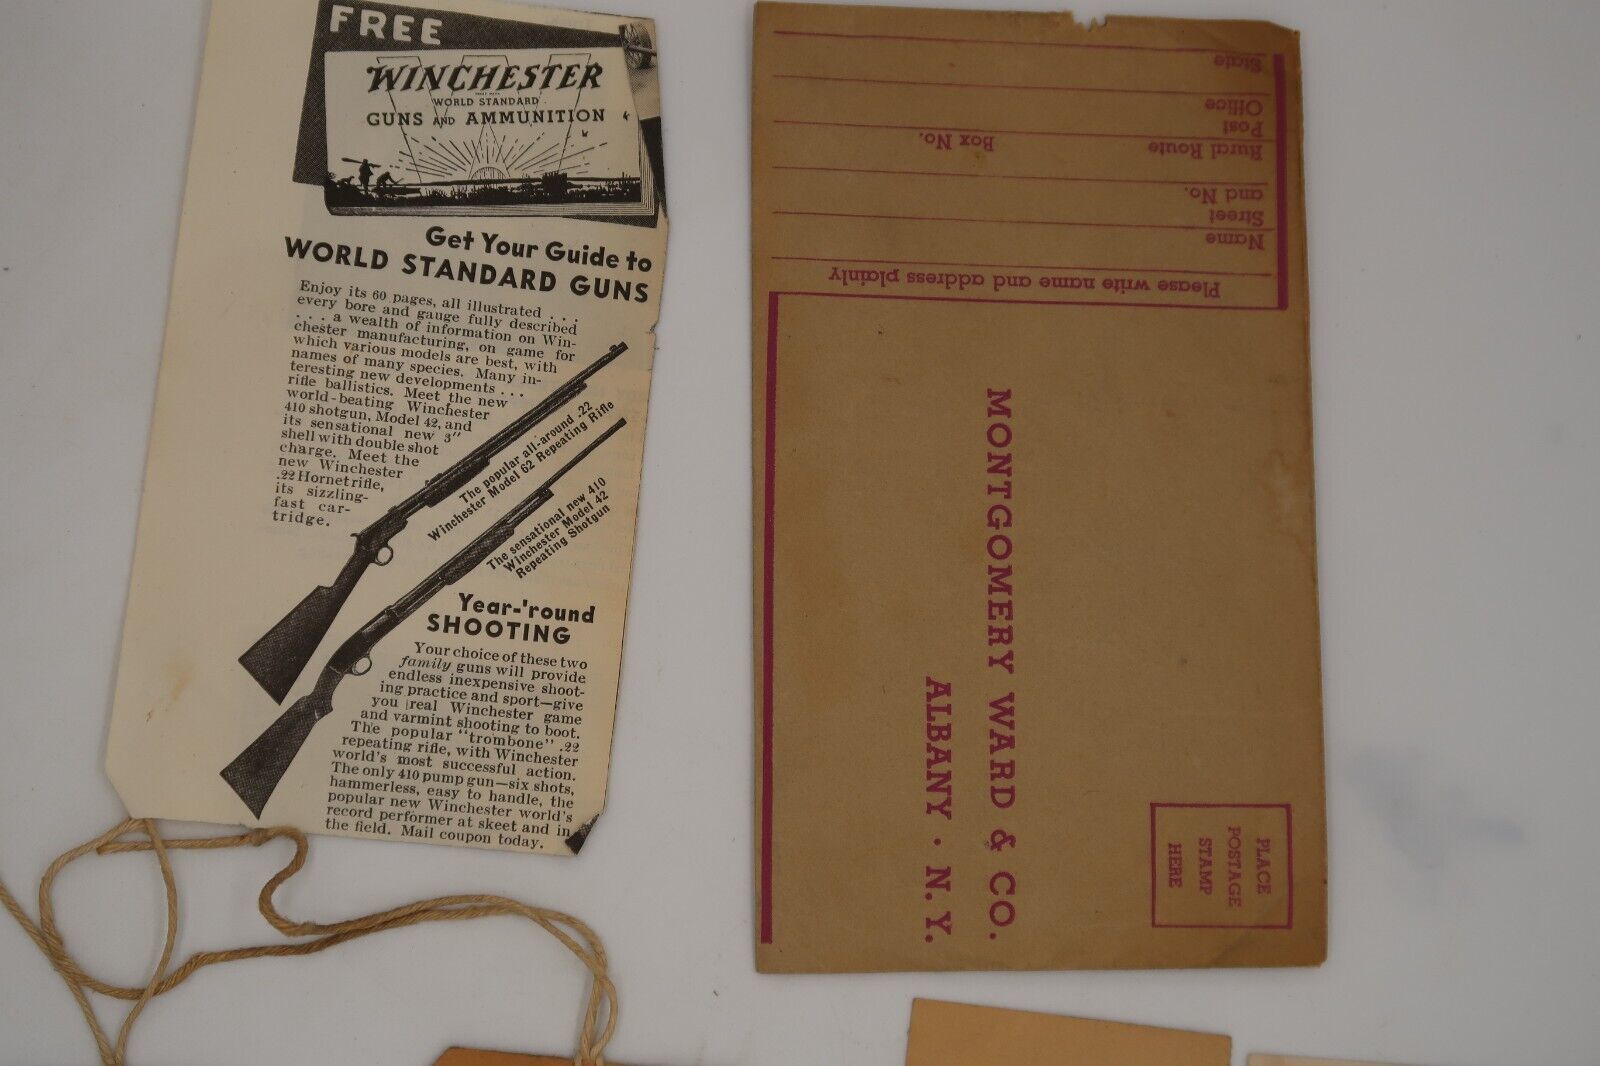 FREE
WINCHESTER
TRADE MARK
WORLD STANDARD
GUNS AND AMMUNITION
Get Your Guide to
WORLD STANDARD GUNS
Enjoy its 60 pages, all illustrated . . .
every bore and gauge fully described
. . . a wealth of information on Win-
chester manufacturing, on game for
which various models are best, with
names of many species. Many in-
teresting new developments . . .
rifle ballistics. Meet the new
world-beating Winchester
410 shotgun, Model 42, and
its sensational new 3"
shell with double shot
charge. Meet the
new Winchester
.22 Hornet rifle,
its sizzling-
fast car-
tridge.
The popular all-around .22
Winchester Model 62 Repeating Rifle
The sensational new 410
Winchester Model 42
Repeating Shotgun
Year-'round
SHOOTING
Your choice of these two
family guns will provide
endless inexpensive shoot-
ing practice and sport—give
you real Winchester game
and varmint shooting to boot.
The popular "trombone" .22
repeating rifle, with Winchester
world's most successful action.
The only 410 pump gun—six shots,
hammerless, easy to handle, the
popular new Winchester world's
record performer at skeet and in
the field. Mail coupon today.
Please write name and address plainly
Name
Street
and No.
Rural Route Box No.
Post
Office
State
MONTGOMERY WARD & CO.
ALBANY · N. Y.
PLACE
POSTAGE
STAMP
HERE